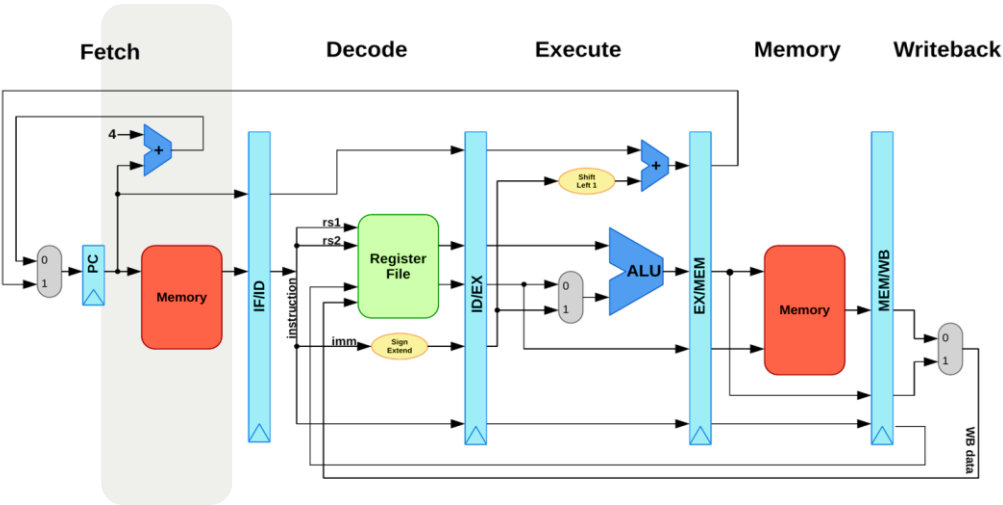 Fetch
Decode
Execute
Memory
Writeback
4
+
+
Shift
Left 1
rs1
rs2
Register
File
0
1
PC
Memory
IF/ID
instruction
imm
Sign
Extend
ID/EX
0
1
ALU
EX/MEM
Memory
MEM/WB
0
1
WB data